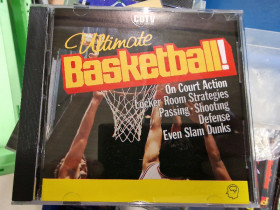 CDTV
Ultimate
Basketball!
On Court Action
Locker Room Strategies
Passing • Shooting
Defense
Even Slam Dunks